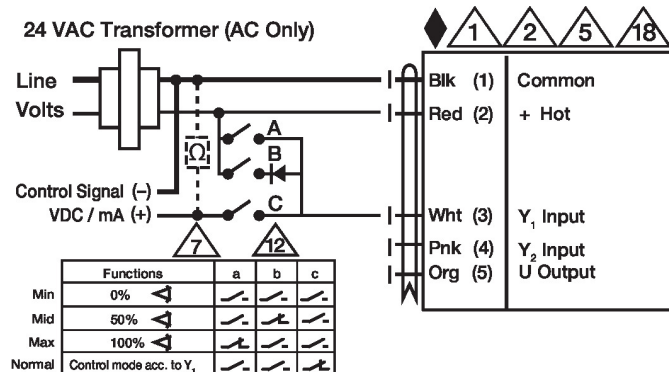 24 VAC Transformer (AC Only)
1 2 5 18
Line
Volts
Blk (1) Common
Red (2) + Hot
A
B
Ω
Control Signal (–)
VDC / mA (+)
C
Wht (3) Y₁ Input
Pnk (4) Y₂ Input
Org (5) U Output
7 12
Functions a b c
Min 0%
Mid 50%
Max 100%
Normal Control mode acc. to Y₁